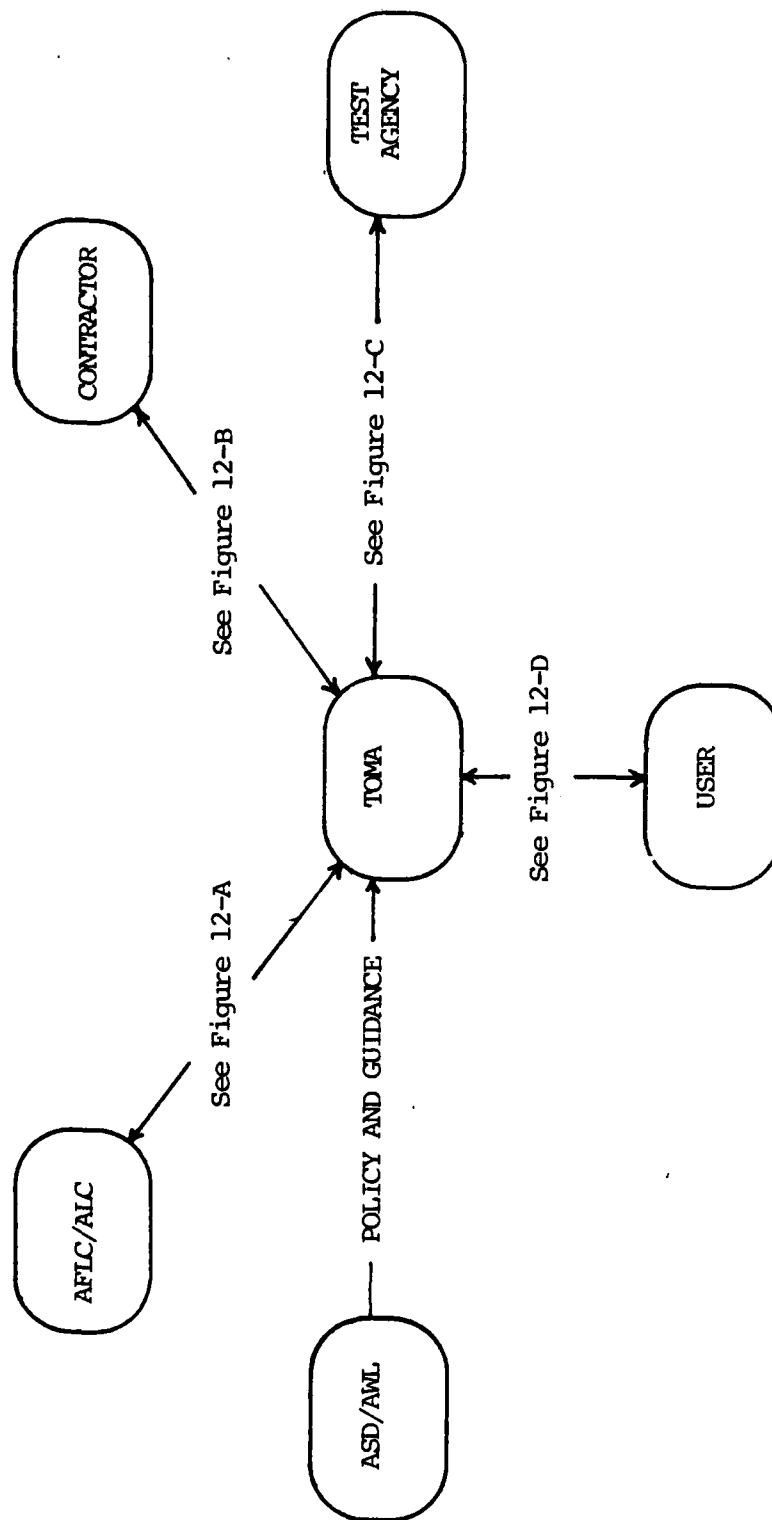 AFLC/ALC
CONTRACTOR
See Figure 12-A
See Figure 12-B
ASD/AWL
POLICY AND GUIDANCE
TOMA
See Figure 12-C
TEST
AGENCY
See Figure 12-D
USER